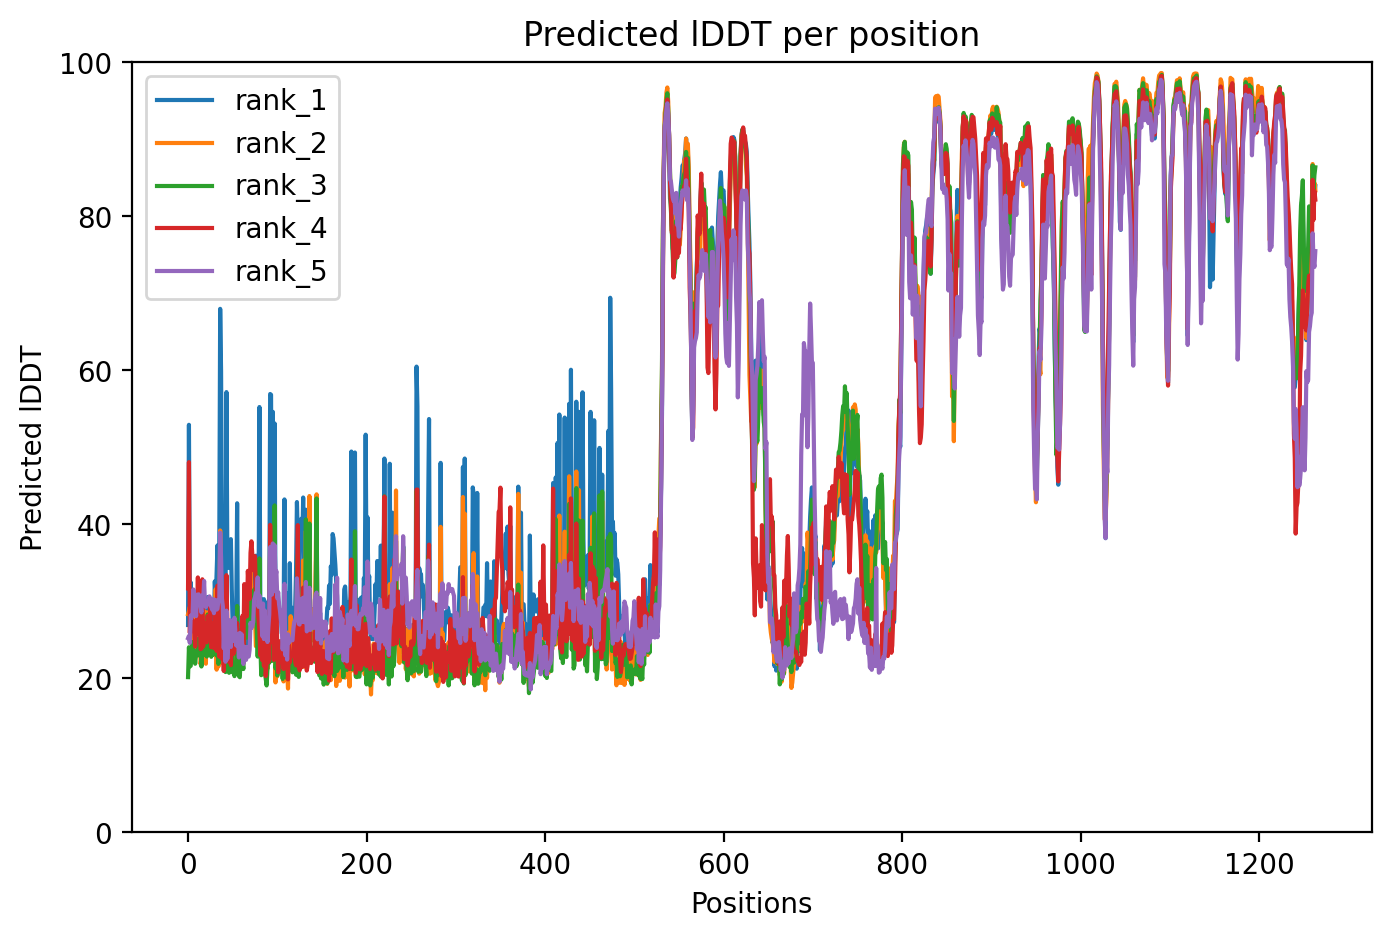 Predicted lDDT per position
100
80
60
40
20
0
Predicted lDDT
rank_1
rank_2
rank_3
rank_4
rank_5
0 200 400 600 800 1000 1200
Positions